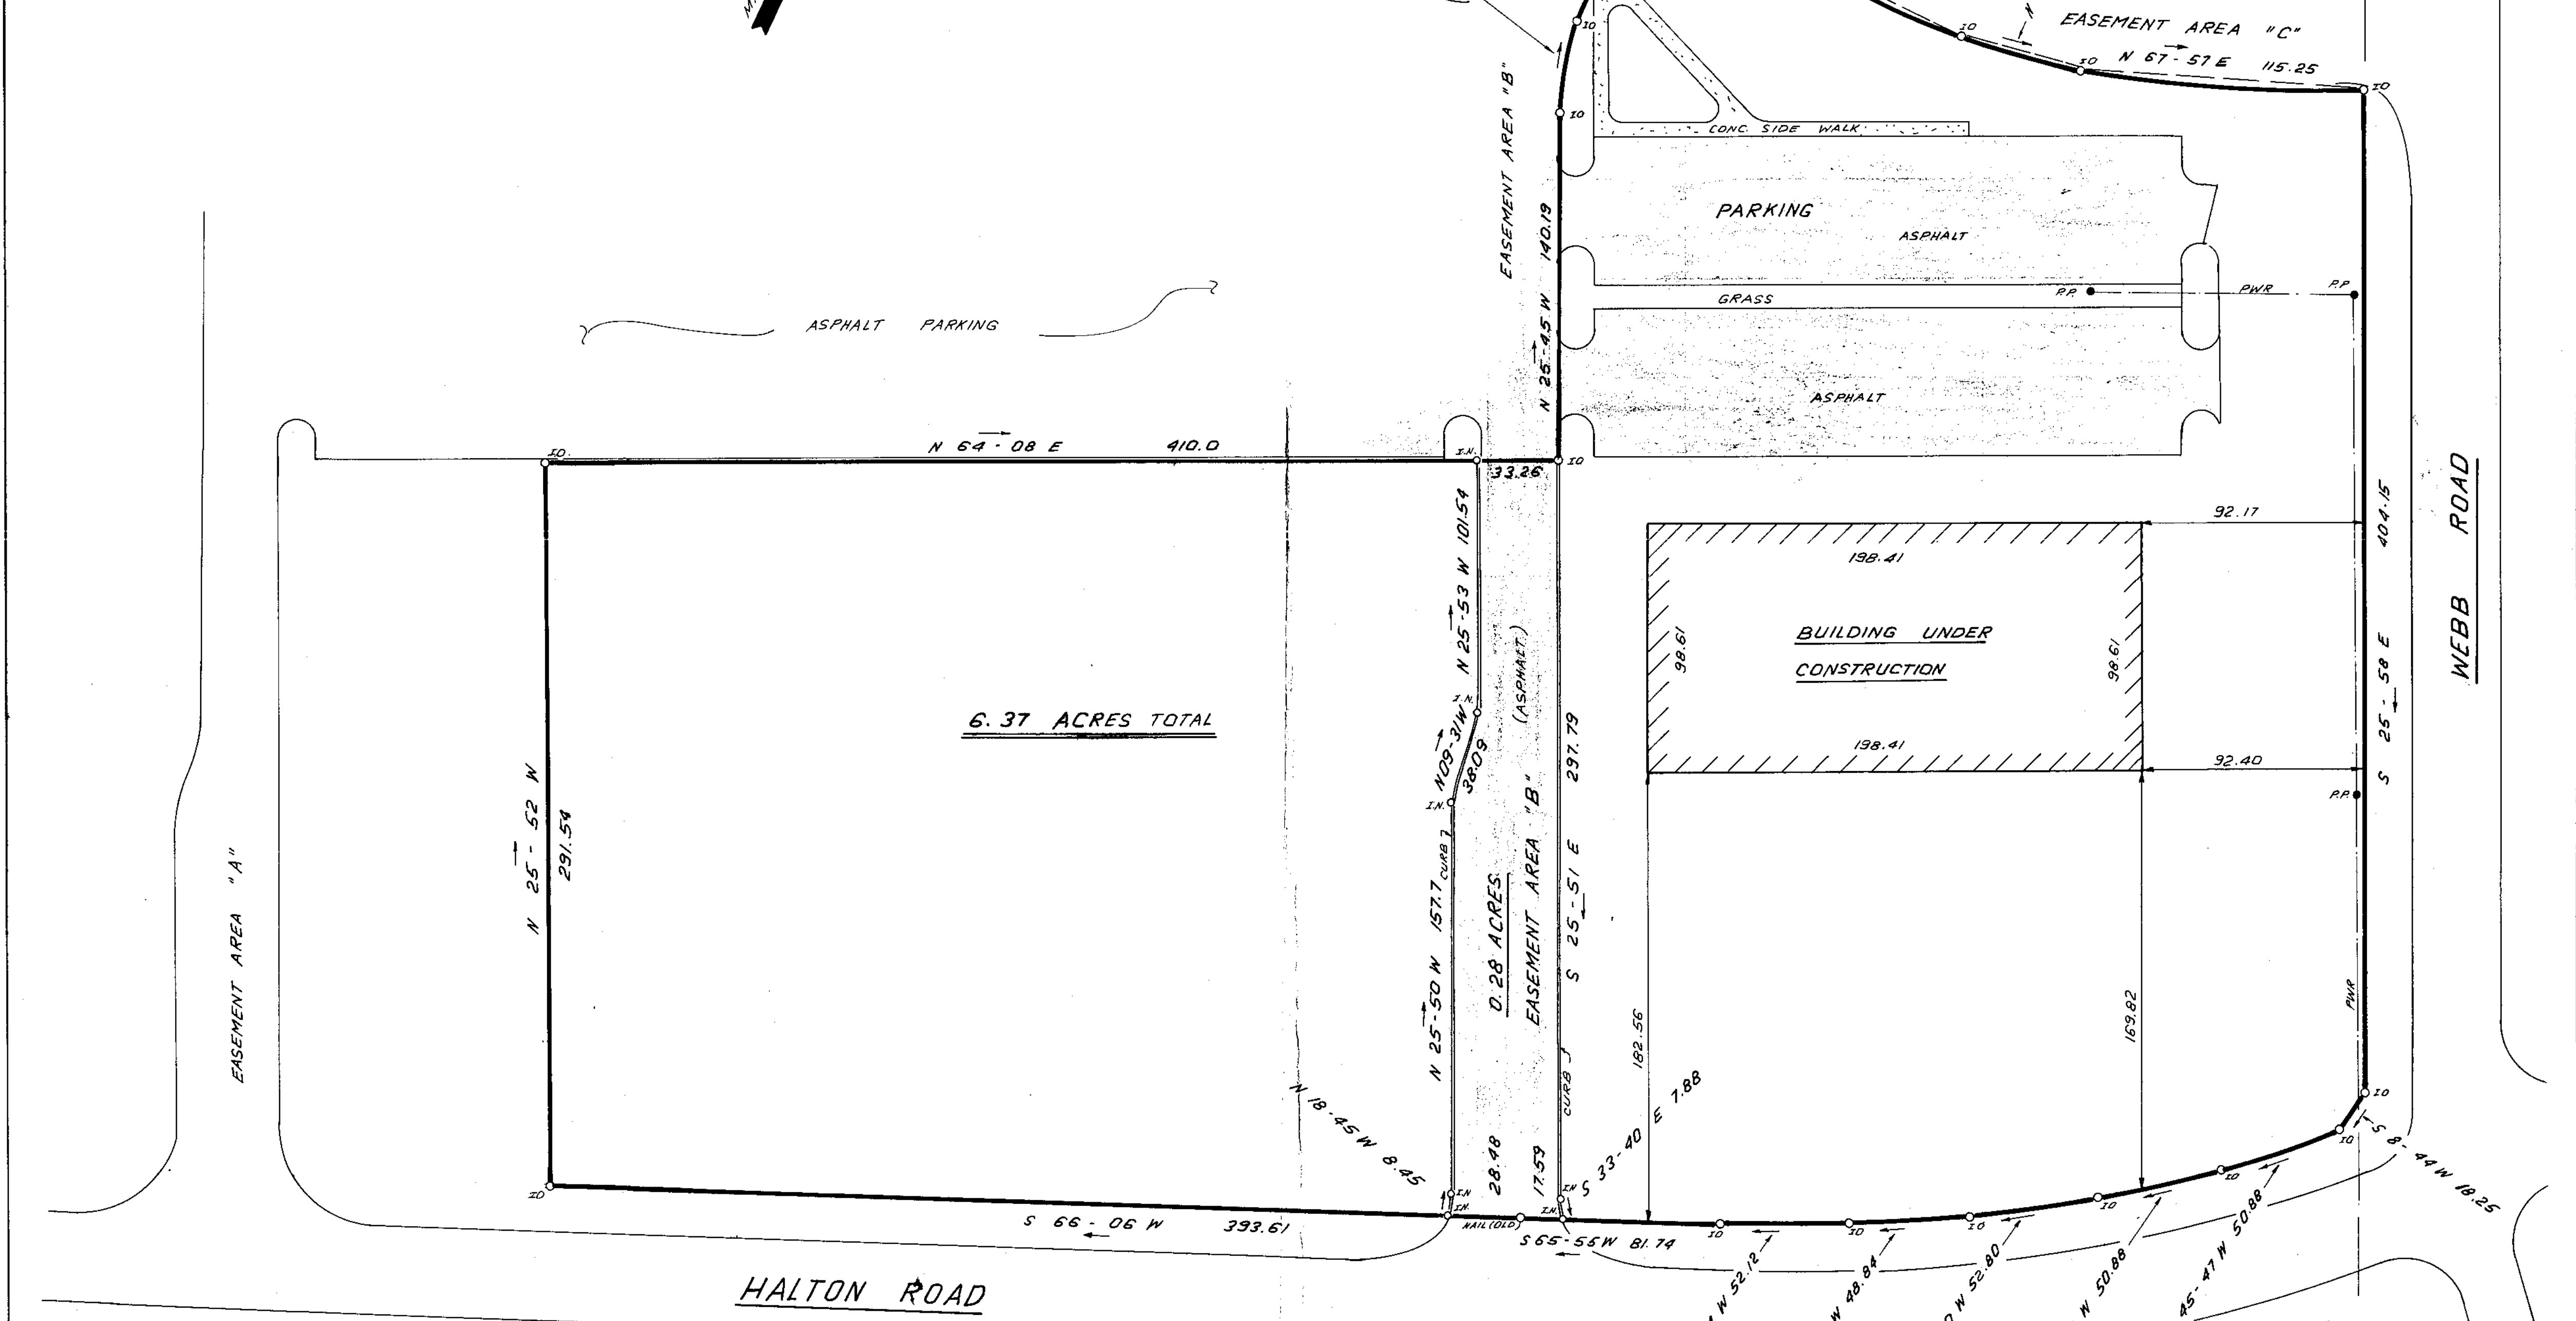 EASEMENT AREA "C"
N 67-57 E 115.25
IO
IO
IO
IO
IO
CONC. SIDE WALK
EASEMENT AREA "B"
N 25-45 W 140.19
PARKING
ASPHALT
GRASS
P.P.
PWR
P.P
ASPHALT
ASPHALT PARKING
IO.
N 64-08 E 410.0
I.N.
33.26
IO
92.17
S 25-58 E 404.15
WEBB ROAD
198.41
BUILDING UNDER
CONSTRUCTION
98.61
98.61
198.41
92.40
P.P.
N 25-53 W 101.54
I.N.
N09-31W
38.09
I.N.
(ASPHALT)
6.37 ACRES TOTAL
N 25-52 W
291.54
EASEMENT AREA "A"
CURB
N 25-50 W 157.7
0.28 ACRES
EASEMENT AREA "B"
S 25-51 E 297.79
CURB
182.56
169.82
PWR
N 18-45 W 8.45
28.48
17.59
S 33-40 E 7.88
I.N
I.N.
I.N
I.N.
NAIL(OLD)
IO
S 66-06 W 393.61
S 65-55W 81.74
IO
IO
IO
IO
IO
IO
IO
S 8-44 W 18.25
W 52.12
W 48.84
W 52.80
W 50.88
45-47 W 50.88
HALTON ROAD